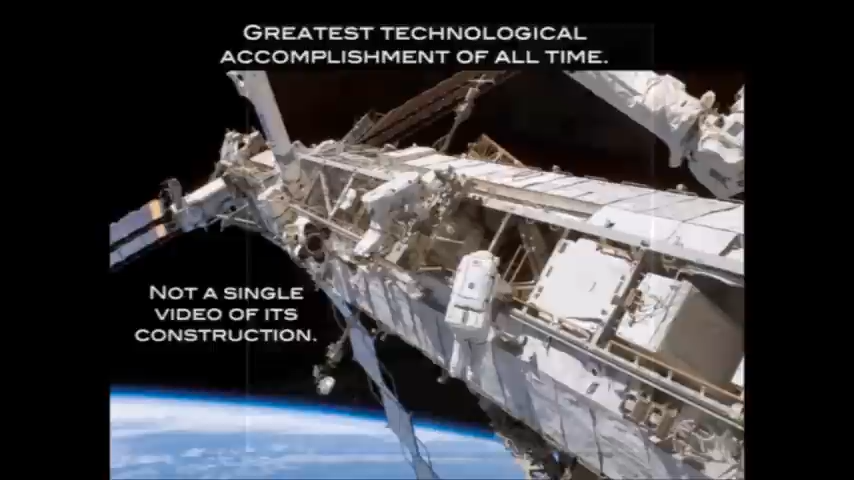 Greatest technological
accomplishment of all time.
Not a single
video of its
construction.